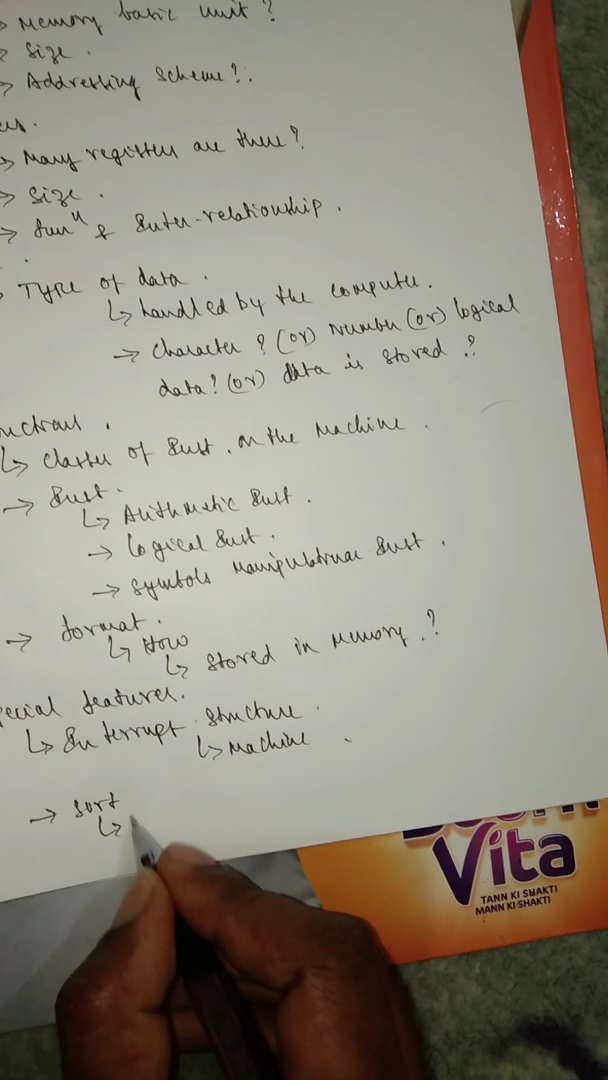 → Memory basic unit ?
→ Size .
→ Addressing Scheme ? .
→ Many registers are there ?
→ Size .
→ & Inter-relationship .
Type of data .
↳ handled by the computer .
→ Character ? (or) Number (or) logical
data ? (or) data is stored . ?
↳ Classes of Inst . on the Machine .
→ Inst .
↳ Arithmetic Inst .
→ Logical Inst .
→ Symbols Inst .
→ format .
↳ How
↳ Stored in Memory . ?
features .
↳ Interrupt structure .
↳ Machine
→ Sort
↳
Vita
TANN KI SHAKTI
MANN KI SHAKTI